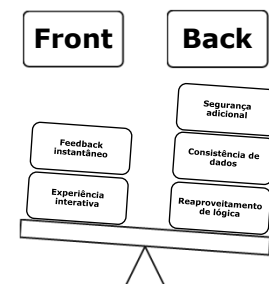 Front
Back
Feedback
instantâneo
Experiência
interativa
Segurança
adicional
Consistência de
dados
Reaproveitamento
de lógica